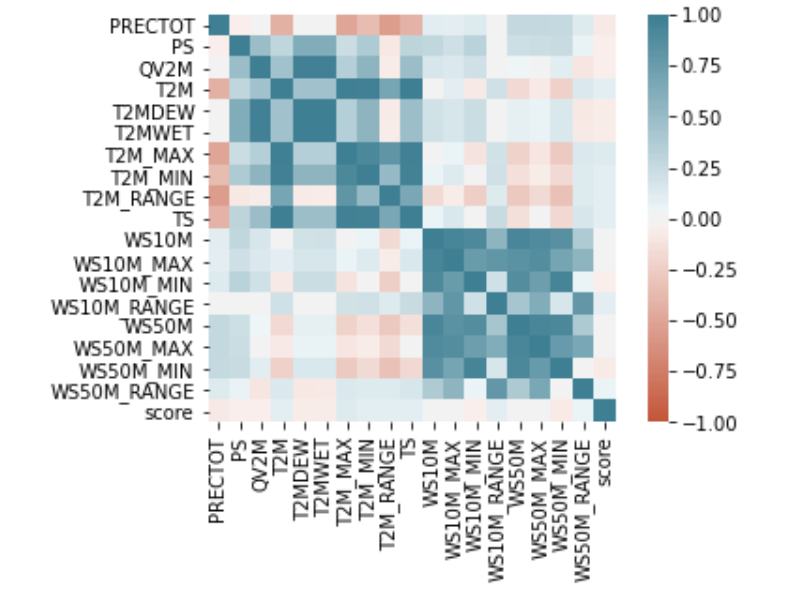 PRECTOT
PS
QV2M
T2M
T2MDEW
T2MWET
T2M_MAX
T2M_MIN
T2M_RANGE
TS
WS10M
WS10M_MAX
WS10M_MIN
WS10M_RANGE
WS50M
WS50M_MAX
WS50M_MIN
WS50M_RANGE
score
PRECTOT
PS
QV2M
T2M
T2MDEW
T2MWET
T2M_MAX
T2M_MIN
T2M_RANGE
TS
WS10M
WS10M_MAX
WS10M_MIN
WS10M_RANGE
WS50M
WS50M_MAX
WS50M_MIN
WS50M_RANGE
score
1.00
0.75
0.50
0.25
0.00
−0.25
−0.50
−0.75
−1.00